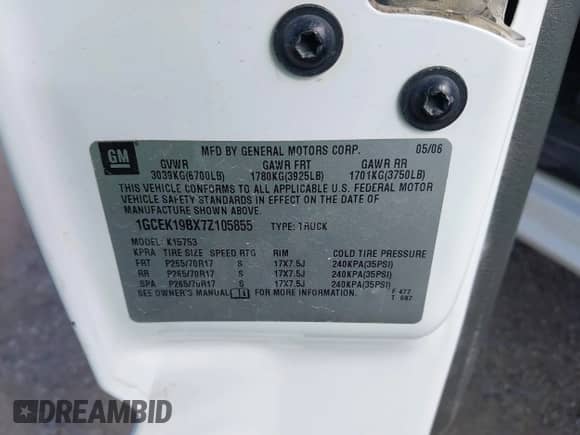 GM
MFD BY GENERAL MOTORS CORP. 05/06
GVWR GAWR FRT GAWR RR
3039KG(6700LB) 1780KG(3925LB) 1701KG(3750LB)
THIS VEHICLE CONFORMS TO ALL APPLICABLE U.S. FEDERAL MOTOR
VEHICLE SAFETY STANDARDS IN EFFECT ON THE DATE OF
MANUFACTURE SHOWN ABOVE.
1GCEK19BX7Z105855 TYPE: TRUCK
MODEL: K15753
KPRA TIRE SIZE SPEED RTG RIM COLD TIRE PRESSURE
FRT P265/70R17 S 17X7.5J 240KPA(35PSI)
RR P265/70R17 S 17X7.5J 240KPA(35PSI)
SPA P265/70R17 S 17X7.5J 240KPA(35PSI)
SEE OWNER'S MANUAL FOR MORE INFORMATION.
F 477
T 687
DREAMBID